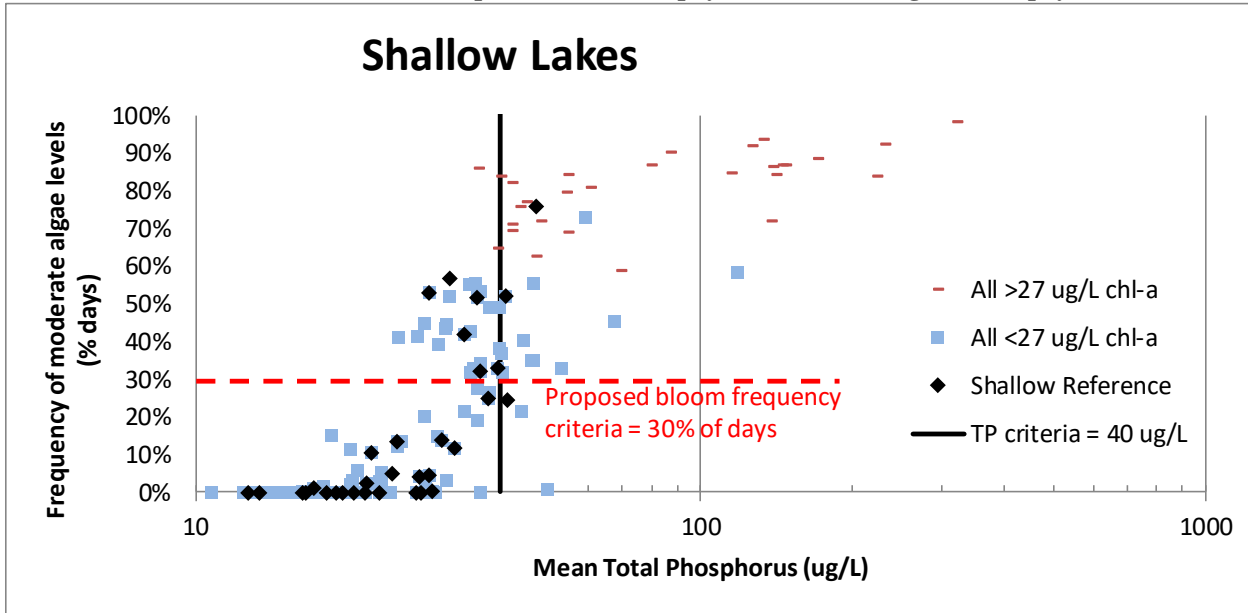 Shallow Lakes
Frequency of moderate algae levels
(% days)
100%
90%
80%
70%
60%
50%
40%
30%
20%
10%
0%
10
100
1000
Mean Total Phosphorus (ug/L)
All >27 ug/L chl-a
All <27 ug/L chl-a
Shallow Reference
TP criteria = 40 ug/L
Proposed bloom frequency
criteria = 30% of days